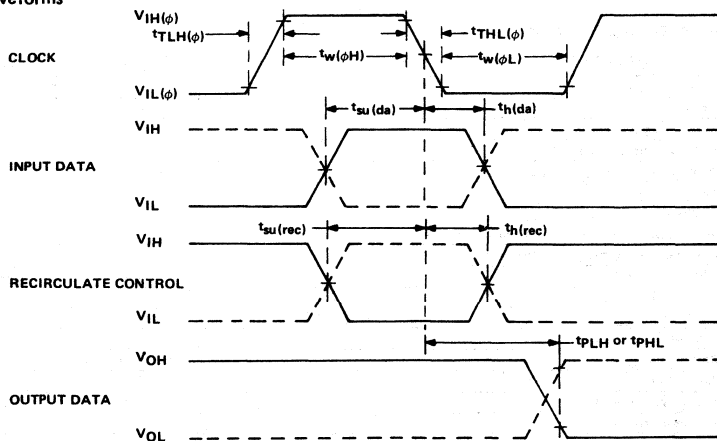 VIH(φ)
tTLH(φ)
tTHL(φ)
CLOCK
tw(φH)
tw(φL)
VIL(φ)
tsu(da)
th(da)
VIH
INPUT DATA
VIL
tsu(rec)
th(rec)
VIH
RECIRCULATE CONTROL
VIL
tPLH or tPHL
VOH
OUTPUT DATA
VOL